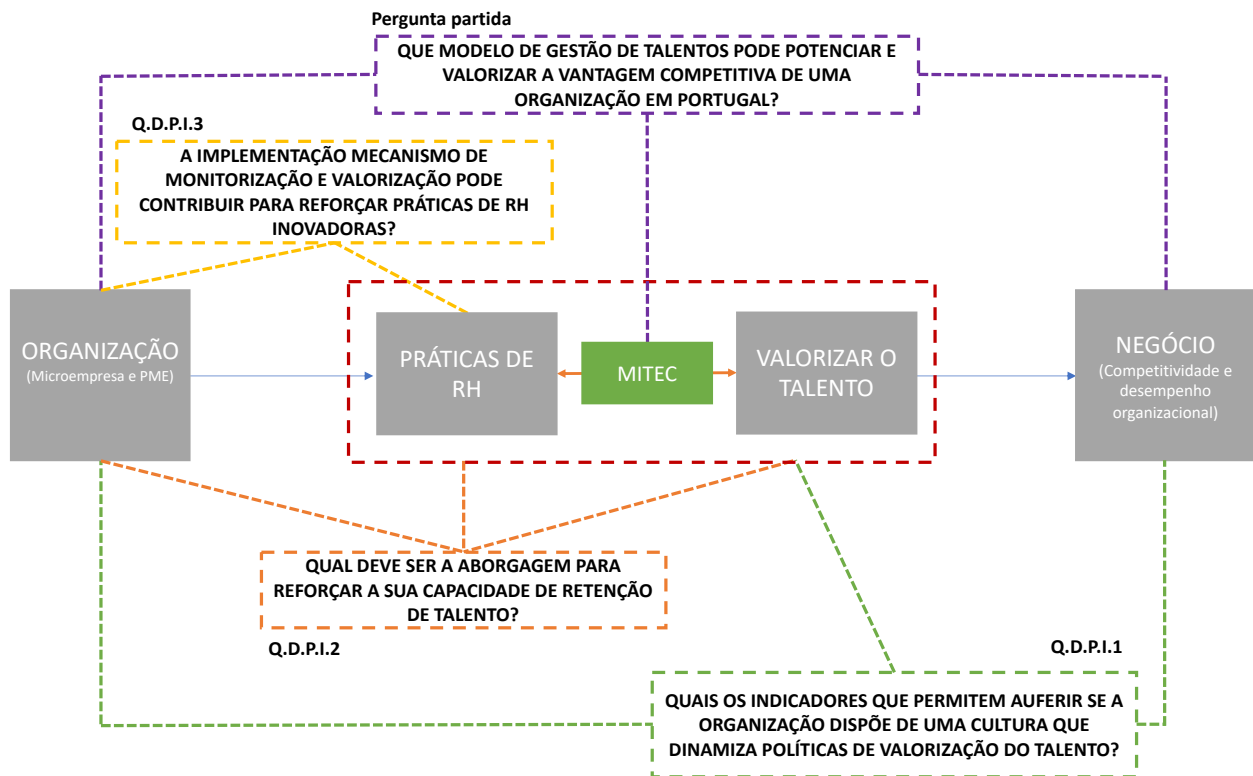 Pergunta partida
QUE MODELO DE GESTÃO DE TALENTOS PODE POTENCIAR E
VALORIZAR A VANTAGEM COMPETITIVA DE UMA
ORGANIZAÇÃO EM PORTUGAL?
Q.D.P.I.3
A IMPLEMENTAÇÃO MECANISMO DE
MONITORIZAÇÃO E VALORIZAÇÃO PODE
CONTRIBUIR PARA REFORÇAR PRÁTICAS DE RH
INOVADORAS?
ORGANIZAÇÃO
(Microempresa e PME)
PRÁTICAS DE
RH
MITEC
VALORIZAR O
TALENTO
NEGÓCIO
(Competitividade e
desempenho
organizacional)
QUAL DEVE SER A ABORGAGEM PARA
REFORÇAR A SUA CAPACIDADE DE RETENÇÃO
DE TALENTO?
Q.D.P.I.2
Q.D.P.I.1
QUAIS OS INDICADORES QUE PERMITEM AUFERIR SE A
ORGANIZAÇÃO DISPÕE DE UMA CULTURA QUE
DINAMIZA POLÍTICAS DE VALORIZAÇÃO DO TALENTO?